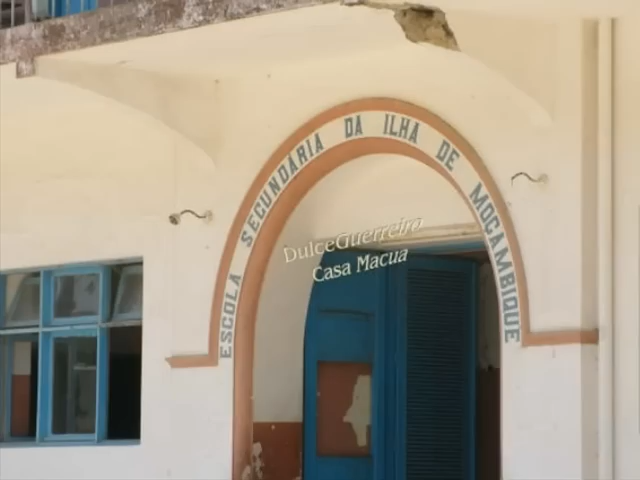 ESCOLA SECUNDÁRIA DA ILHA DE MOÇAMBIQUE
DulceGuerreiro
Casa Macua